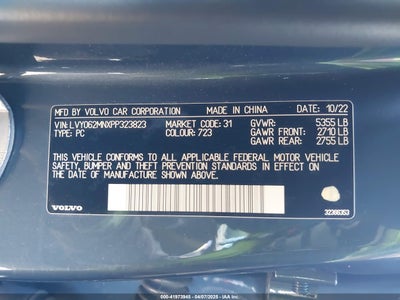 MFD BY VOLVO CAR CORPORATION MADE IN CHINA DATE: 10/22
VIN:LVY062MNXPP323823 MARKET CODE: 31 GVWR: 5355 LB
TYPE: PC COLOUR: 723 GAWR FRONT: 2710 LB
GAWR REAR: 2755 LB
THIS VEHICLE CONFORMS TO ALL APPLICABLE FEDERAL MOTOR VEHICLE
SAFETY, BUMPER AND THEFT PREVENTION STANDARDS IN EFFECT ON
THE DATE OF MANUFACTURE SHOWN ABOVE
VOLVO
32366353
000-41973945 - 04/07/2025 - IAA Inc.